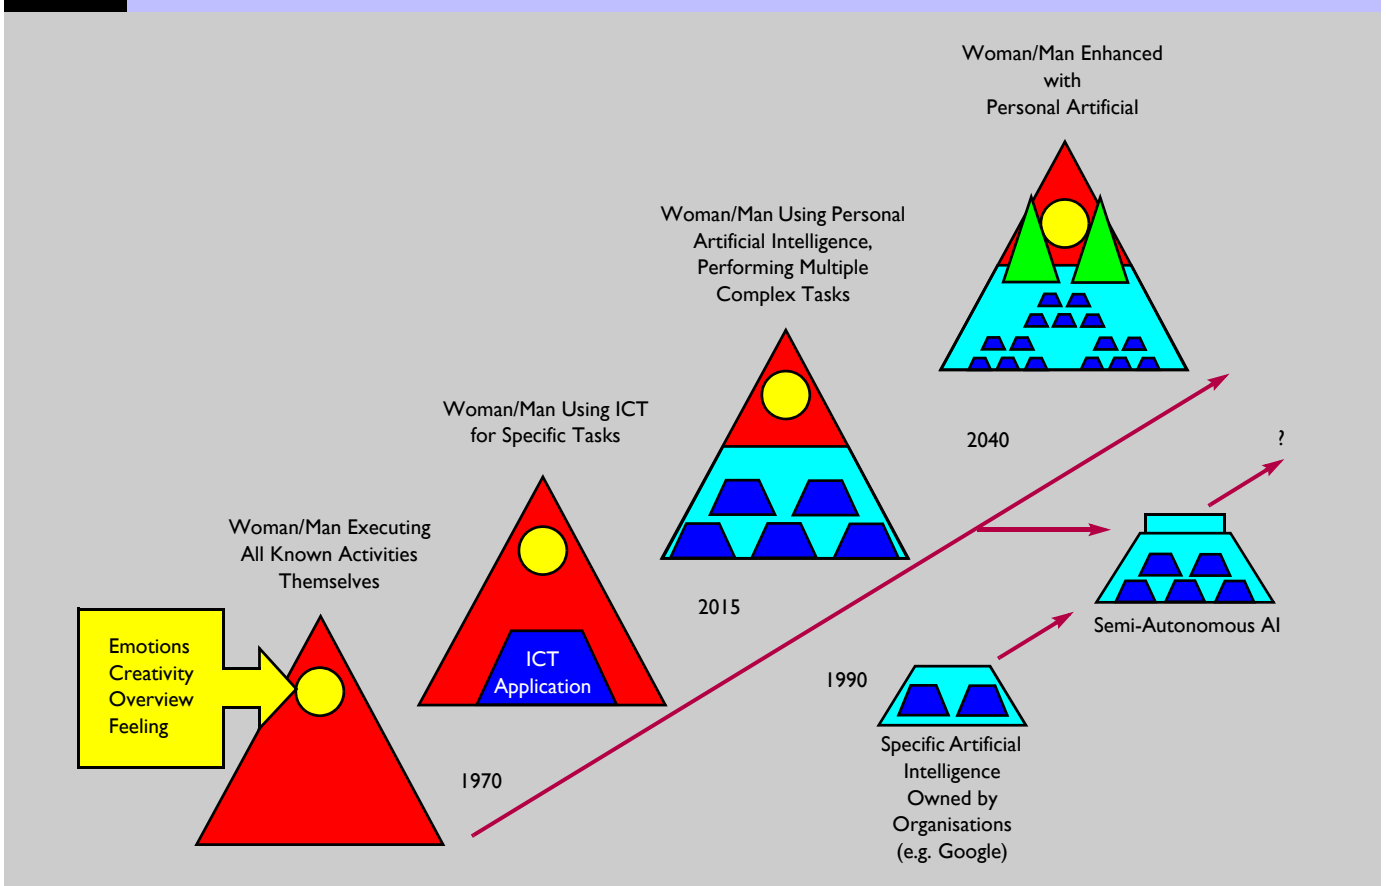 Woman/Man Enhanced
with
Personal Artificial
Woman/Man Using Personal
Artificial Intelligence,
Performing Multiple
Complex Tasks
Woman/Man Using ICT
for Specific Tasks
Woman/Man Executing
All Known Activities
Themselves
Emotions
Creativity
Overview
Feeling
ICT
Application
1970
2015
2040
?
1990
Semi-Autonomous AI
Specific Artificial
Intelligence
Owned by
Organisations
(e.g. Google)